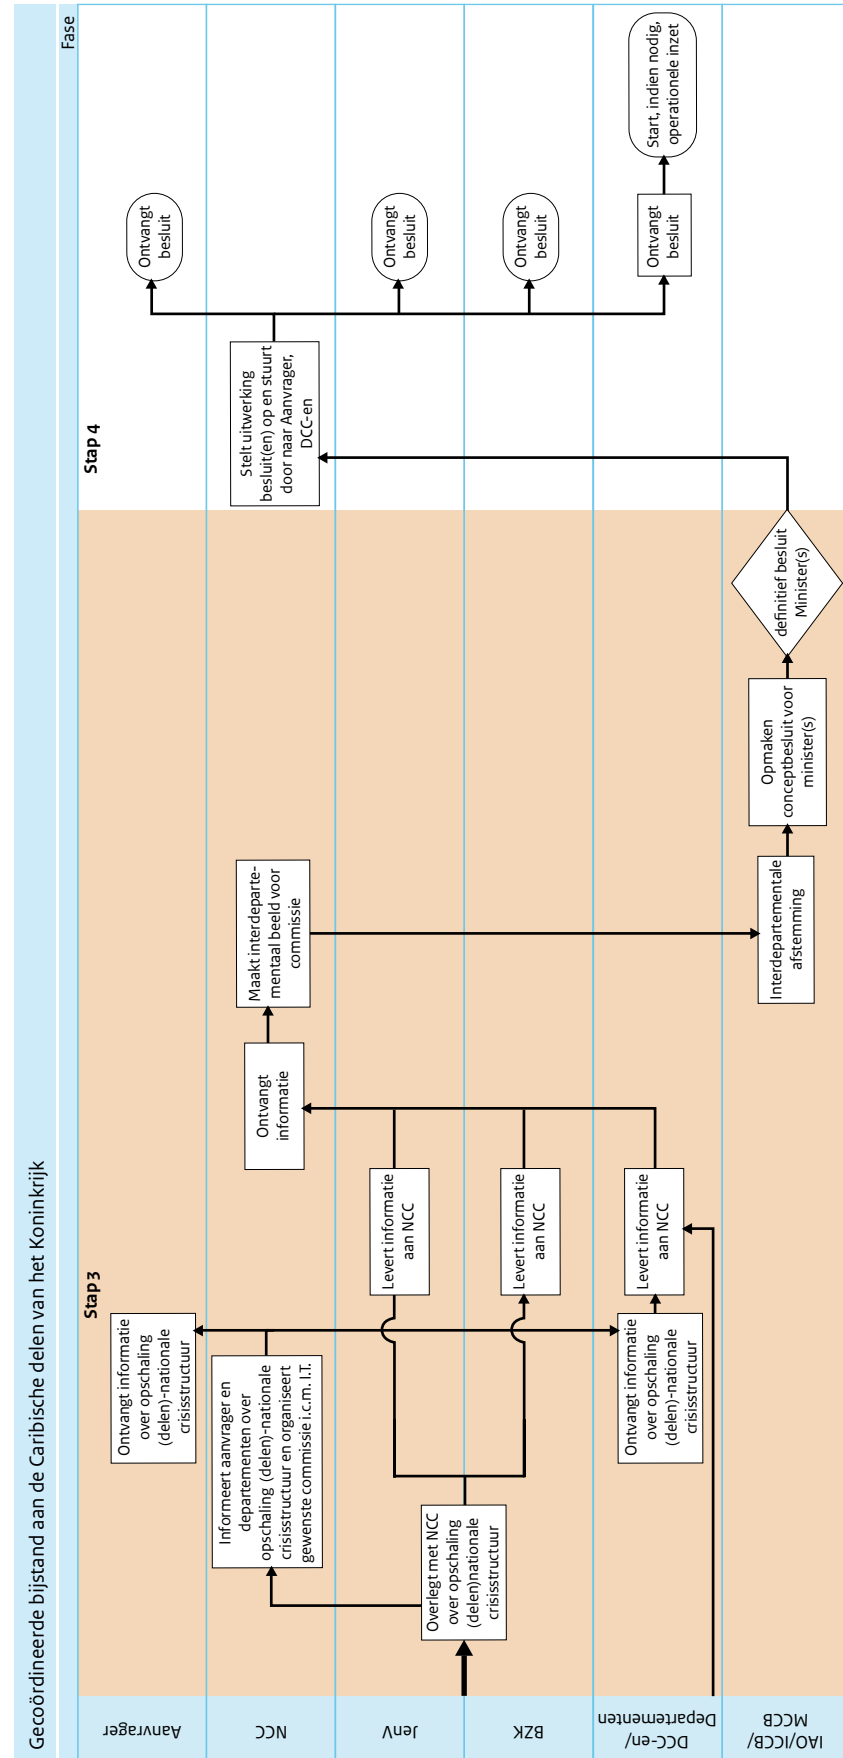 Gecoördineerde bijstand aan de Caribische delen van het Koninkrijk
Fase
Stap 3
Stap 4
Aanvrager
Ontvangt informatie
over opschaling
(delen)-nationale
crisisstructuur
Ontvangt
besluit
NCC
Informeert aanvrager en
departementen over
opschaling (delen)-nationale
crisisstructuur en organiseert
gewenste commissie i.c.m. I.T.
Ontvangt
informatie
Maakt interdeparte-
mentaal beeld voor
commissie
Stelt uitwerking
besluit(en) op en stuurt
door naar Aanvrager,
DCC-en
JenV
Overlegt met NCC
over opschaling
(delen)nationale
crisisstructuur
Levert informatie
aan NCC
Ontvangt
besluit
BZK
Levert informatie
aan NCC
Ontvangt
besluit
DCC-en/
Departementen
Ontvangt informatie
over opschaling
(delen)-nationale
crisisstructuur
Levert informatie
aan NCC
Ontvangt
besluit
Start, indien nodig,
operationele inzet
IAO/ICCB/
MCCB
Interdepartementale
afstemming
Opmaken
conceptbesluit voor
minister(s)
definitief besluit
Minister(s)